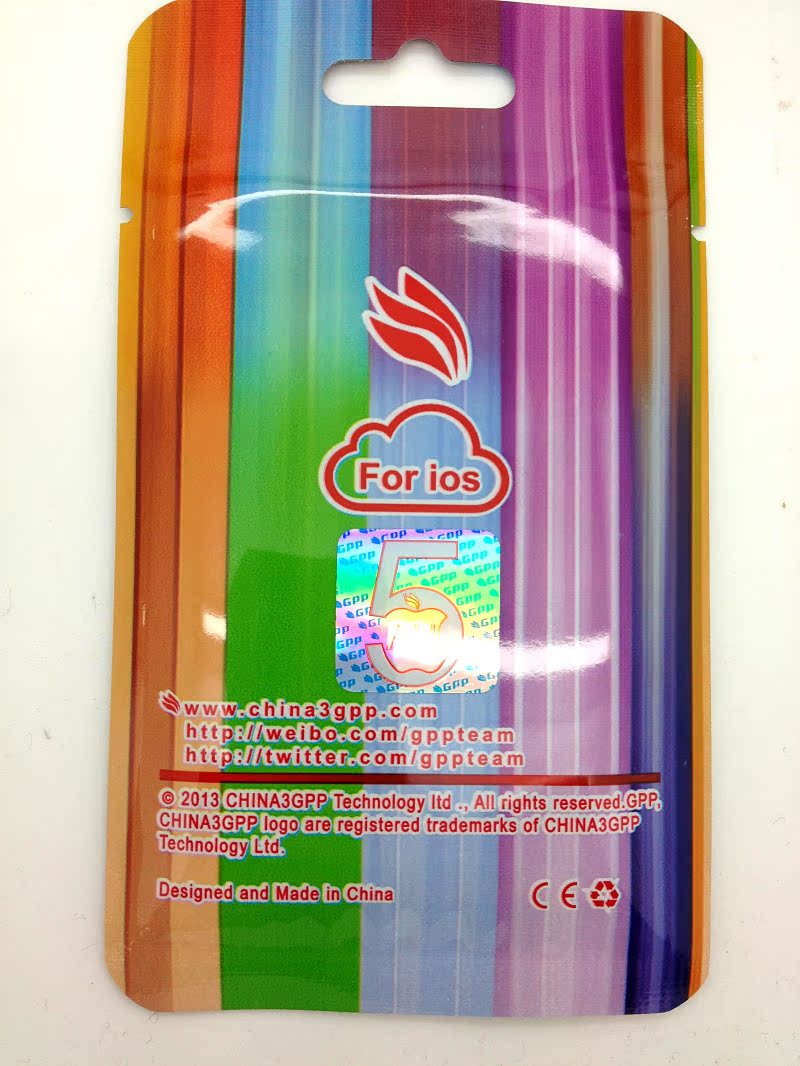 For ios
5
GPP
www.china3gpp.com
http://weibo.com/gppteam
http://twitter.com/gppteam
© 2013 CHINA3GPP Technology ltd ., All rights reserved.GPP,
CHINA3GPP logo are registered trademarks of CHINA3GPP
Technology Ltd.
Designed and Made in China
CE